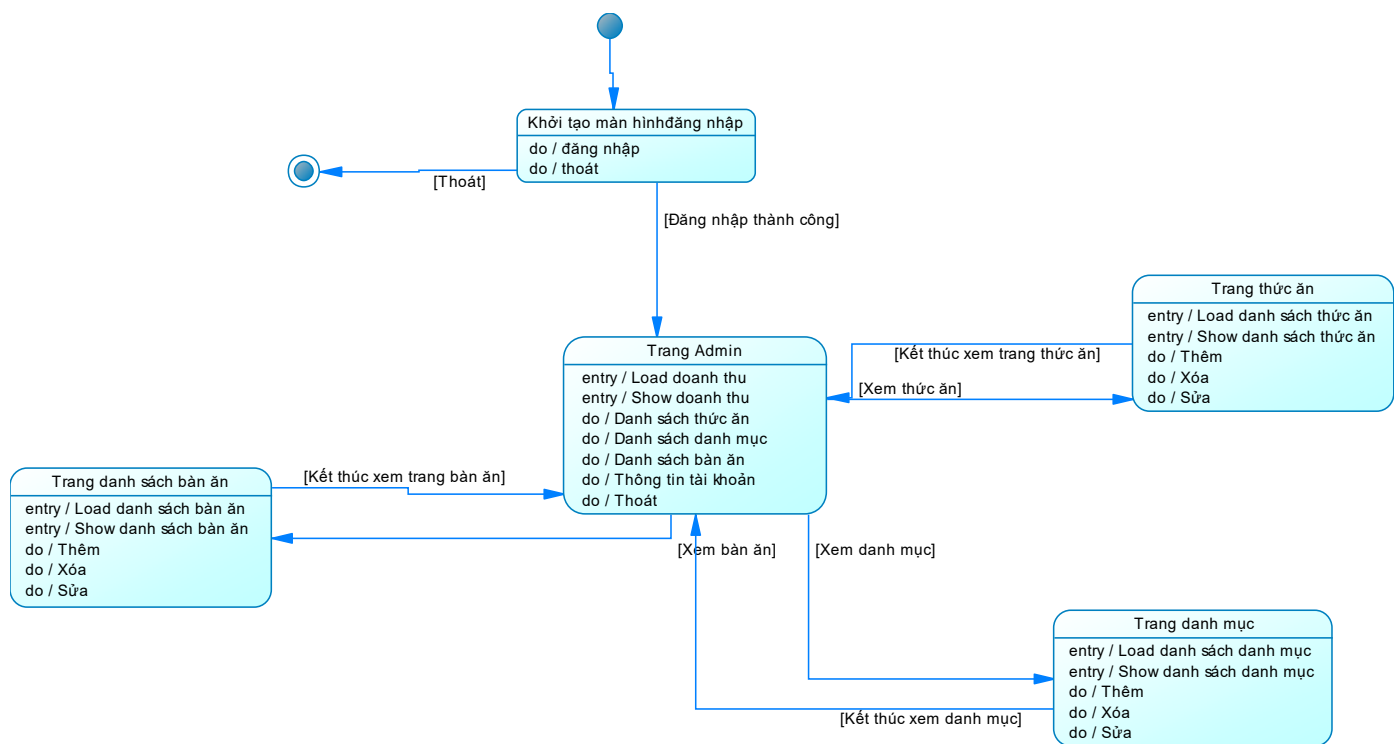 Khởi tạo màn hìnhđăng nhập
do / đăng nhập
do / thoát
[Thoát]
[Đăng nhập thành công]
Trang thức ăn
entry / Load danh sách thức ăn
entry / Show danh sách thức ăn
do / Thêm
do / Xóa
do / Sửa
[Kết thúc xem trang thức ăn]
[Xem thức ăn]
Trang Admin
entry / Load doanh thu
entry / Show doanh thu
do / Danh sách thức ăn
do / Danh sách danh mục
do / Danh sách bàn ăn
do / Thông tin tài khoản
do / Thoát
[Kết thúc xem trang bàn ăn]
Trang danh sách bàn ăn
entry / Load danh sách bàn ăn
entry / Show danh sách bàn ăn
do / Thêm
do / Xóa
do / Sửa
[Xem bàn ăn]
[Xem danh mục]
Trang danh mục
entry / Load danh sách danh mục
entry / Show danh sách danh mục
do / Thêm
do / Xóa
do / Sửa
[Kết thúc xem danh mục]